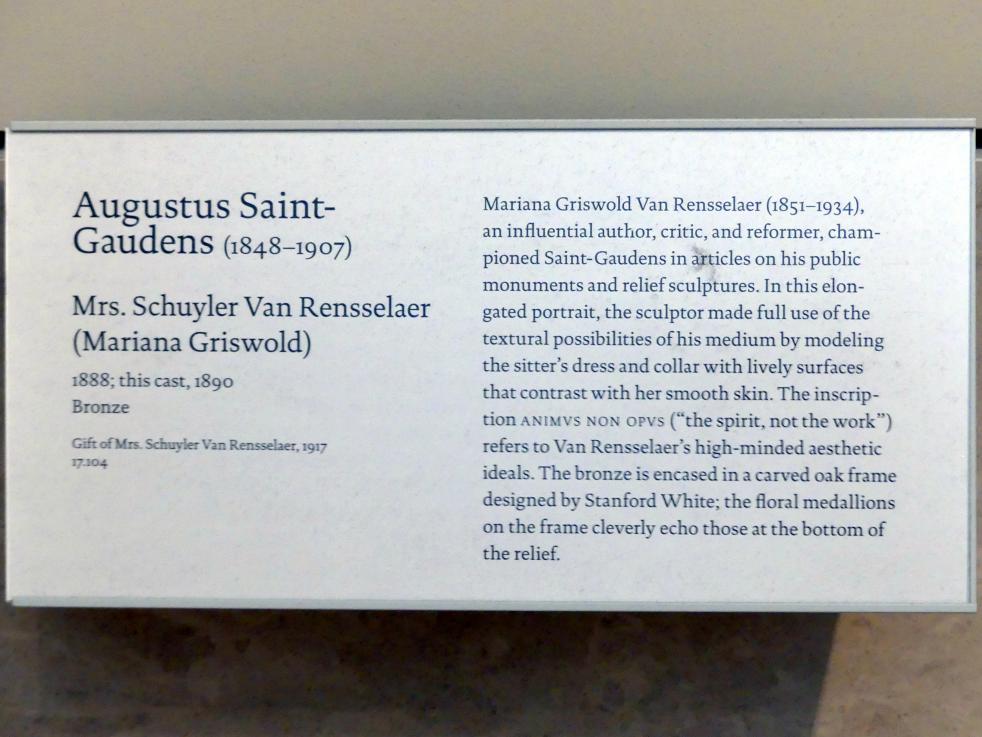 Augustus Saint-
Gaudens (1848–1907)
Mrs. Schuyler Van Rensselaer
(Mariana Griswold)
1888; this cast, 1890
Bronze
Gift of Mrs. Schuyler Van Rensselaer, 1917
17.104
Mariana Griswold Van Rensselaer (1851–1934),
an influential author, critic, and reformer, cham-
pioned Saint-Gaudens in articles on his public
monuments and relief sculptures. In this elon-
gated portrait, the sculptor made full use of the
textural possibilities of his medium by modeling
the sitter’s dress and collar with lively surfaces
that contrast with her smooth skin. The inscrip-
tion ANIMVS NON OPVS (“the spirit, not the work”)
refers to Van Rensselaer’s high-minded aesthetic
ideals. The bronze is encased in a carved oak frame
designed by Stanford White; the floral medallions
on the frame cleverly echo those at the bottom of
the relief.